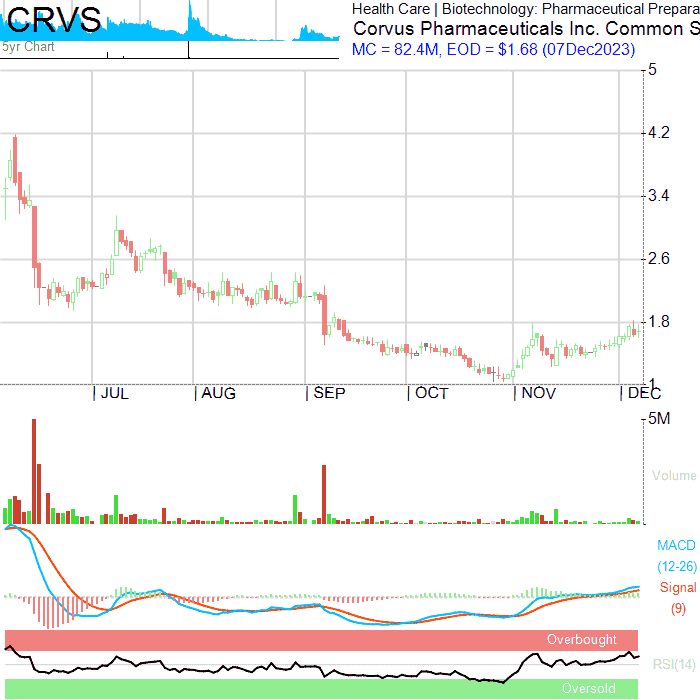 CRVS
5yr Chart
Health Care | Biotechnology: Pharmaceutical Prepara
Corvus Pharmaceuticals Inc. Common S
MC = 82.4M, EOD = $1.68 (07Dec2023)
5
4.2
3.4
2.6
1.8
1
JUL
AUG
SEP
OCT
NOV
DEC
5M
Volume
MACD
(12-26)
Signal
(9)
Overbought
RSI(14)
Oversold